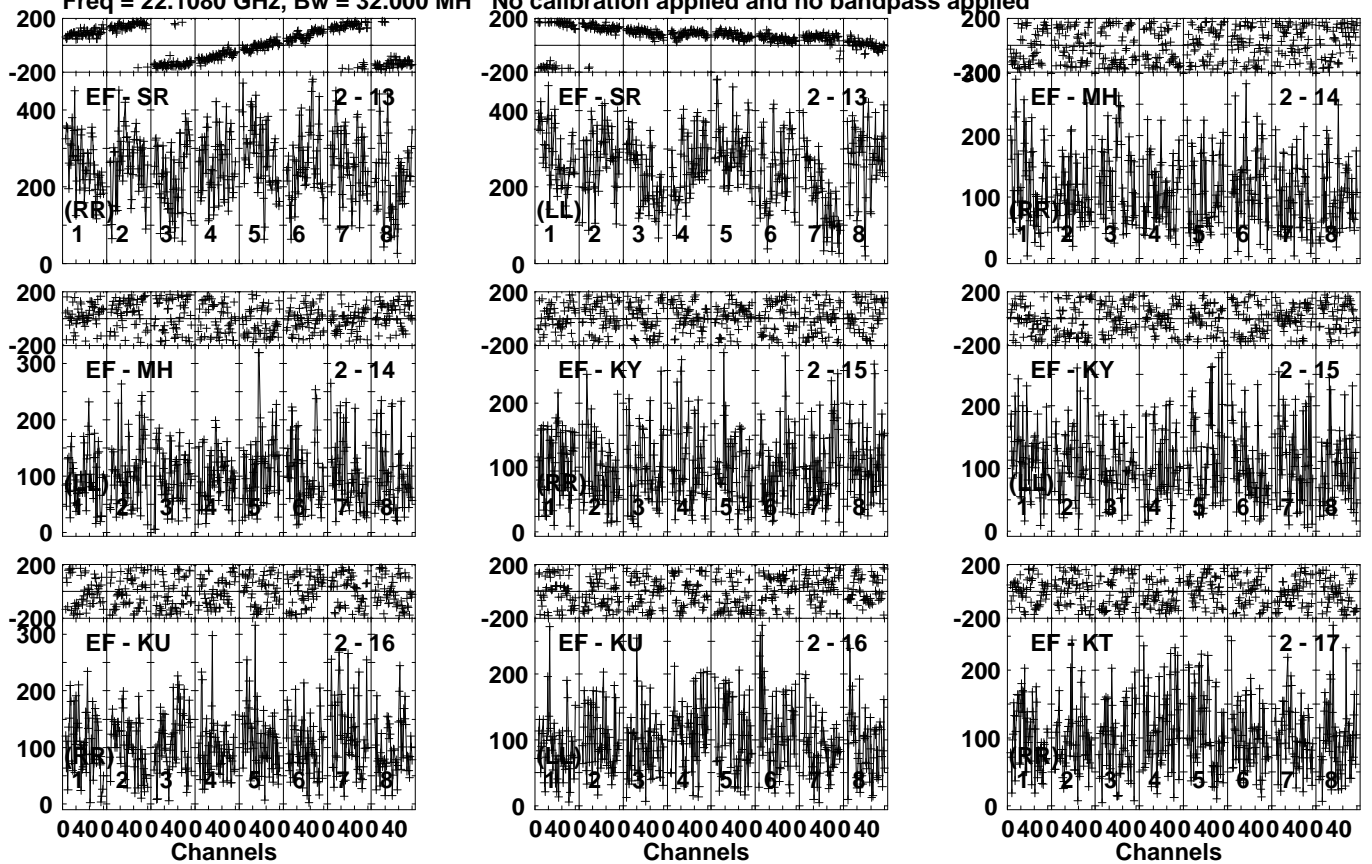 Freq = 22.1080 GHz, Bw = 32.000 MH No calibration applied and no bandpass applied
200 200 200
-200 -200 -200
EF - SR 2 - 13 EF - SR 2 - 13 EF - MH 2 - 14
400 400 300
300 300 200
200 200 100
(RR) (LL) (RR)
1 2 3 4 5 6 7 8 1 2 3 4 5 6 7 8 1 2 3 4 5 6 7 8
0 0 0
200 200 200
-200 -200 -200
EF - MH 2 - 14 EF - KY 2 - 15 EF - KY 2 - 15
300
200 200 200
100 100 100
(LL) (RR) (LL)
1 2 3 4 5 6 7 8 1 2 3 4 5 6 7 8 1 2 3 4 5 6 7 8
0 0 0
200 200 200
-200 -200 -200
EF - KU 2 - 16 EF - KU 2 - 16 EF - KT 2 - 17
300
200 200 200
100 100 100
(RR) (LL) (RR)
1 2 3 4 5 6 7 8 1 2 3 4 5 6 7 8 1 2 3 4 5 6 7 8
0 0 0
0 40 0 40 0 40 0 40 0 40 0 40 0 40 0 40 0 40 0 40 0 40 0 40 0 40 0 40 0 40 0 40 0 40 0 40 0 40 0 40 0 40 0 40 0 40 0 40
Channels Channels Channels